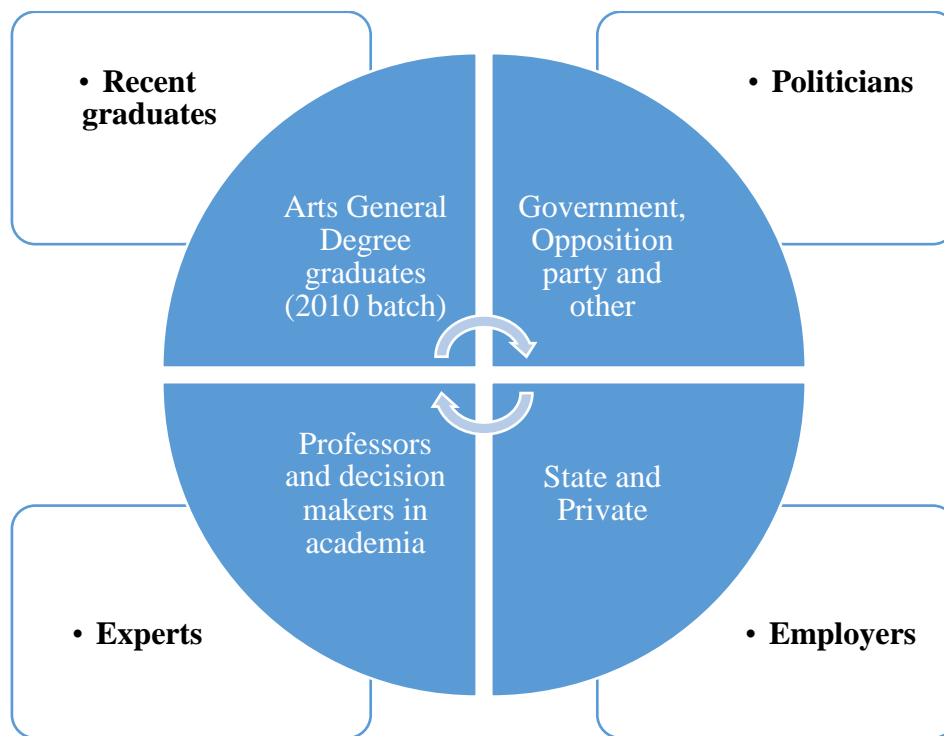 • Recent
graduates
• Politicians
Arts General
Degree
graduates
(2010 batch)
Government,
Opposition
party and
other
Professors
and decision
makers in
academia
State and
Private
• Experts
• Employers